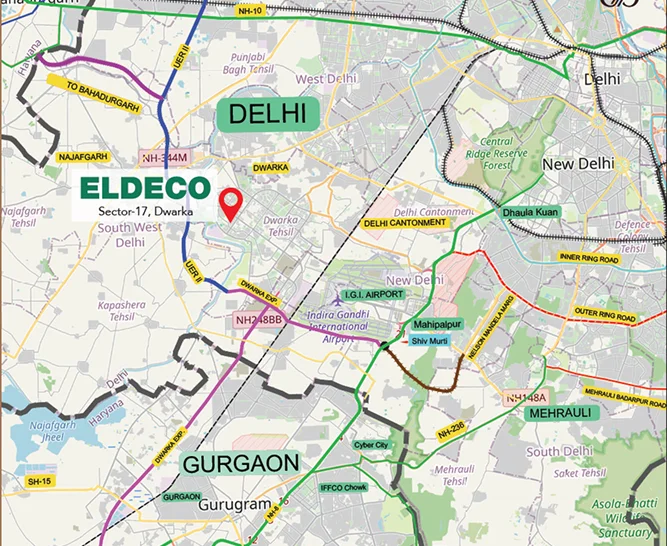 NH-10
Haryana
UER II
Punjabi
Bagh Tehsil
West Delhi
Delhi
TO BAHADURGARH
DELHI
Central
Ridge Reserve
Forest
New Delhi
NAJAFGARH
NH-344M
DWARKA
ELDECO
Sector-17, Dwarka
Najafgarh
Tehsil
South West
Delhi
Dwarka
Tehsil
Delhi Cantonment
DELHI CANTONMENT
Dhaula Kuan
Defence
Colony
INNER RING ROAD
UER II
DWARKA EXP.
New Delhi
I.G.I. AIRPORT
Kapashera
Tehsil
NH248BB
Indira Gandhi
International
Airport
Mahipalpur
Shiv Murti
NELSON MANDELA MARG
OUTER RING ROAD
Delhi
Haryana
Najafgarh
Jheel
NH148A
MEHRAULI BADARPUR ROAD
MEHRAULI
DWARKA EXP.
NH-236
Cyber City
GURGAON
South Delhi
Saket Tehsil
Mehrauli
Tehsil
SH-15
IFFCO Chowk
GURGAON
Gurugram
NH-8
Asola-Bhatti
Wildlife
Sanctuary